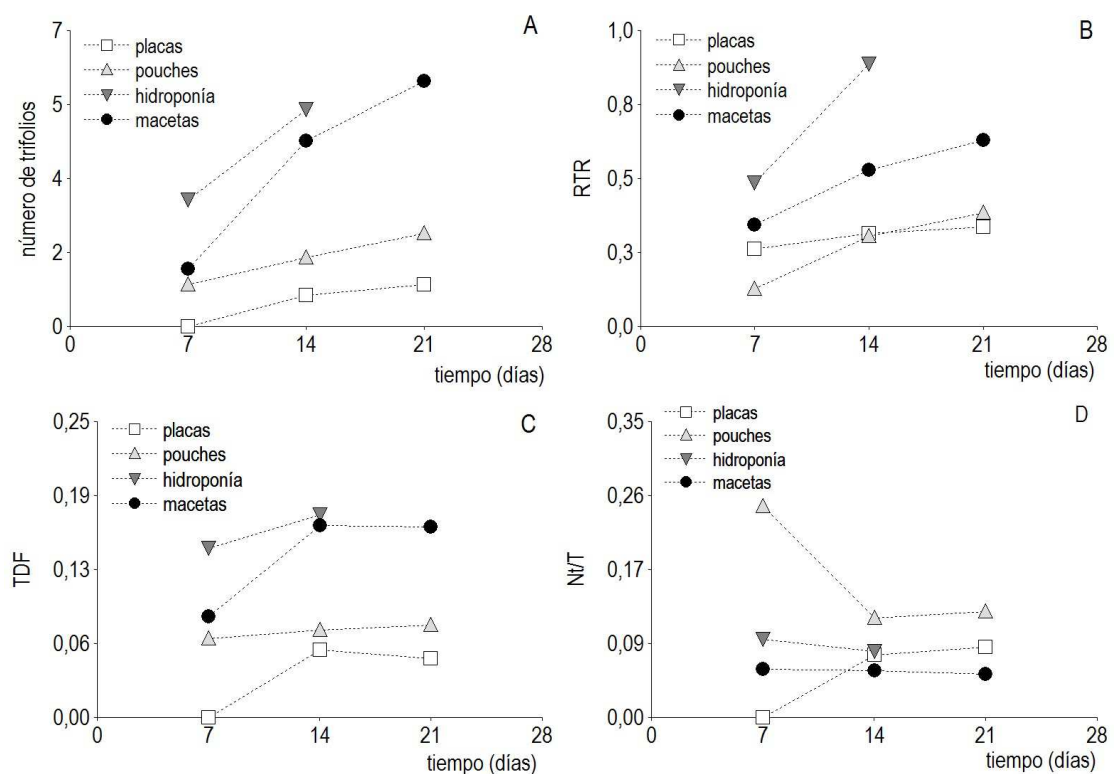 A
7
5
4
2
0
número de trifolios
placas
pouches
hidroponía
macetas
0 7 14 21 28
tiempo (días)
B
1,0
0,8
0,5
0,3
0,0
RTR
placas
pouches
hidroponía
macetas
0 7 14 21 28
tiempo (días)
C
0,25
0,19
0,13
0,06
0,00
TDF
placas
pouches
hidroponía
macetas
0 7 14 21 28
tiempo (días)
D
0,35
0,26
0,17
0,09
0,00
Nt/T
placas
pouches
hidroponía
macetas
0 7 14 21 28
tiempo (días)